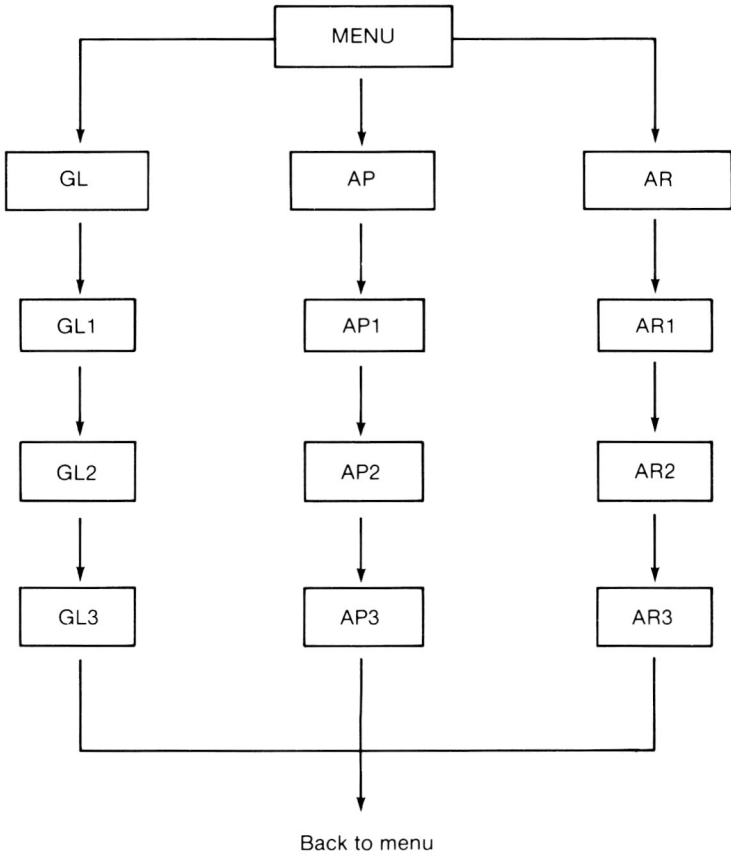 MENU
GL AP AR
GL1 AP1 AR1
GL2 AP2 AR2
GL3 AP3 AR3
Back to menu